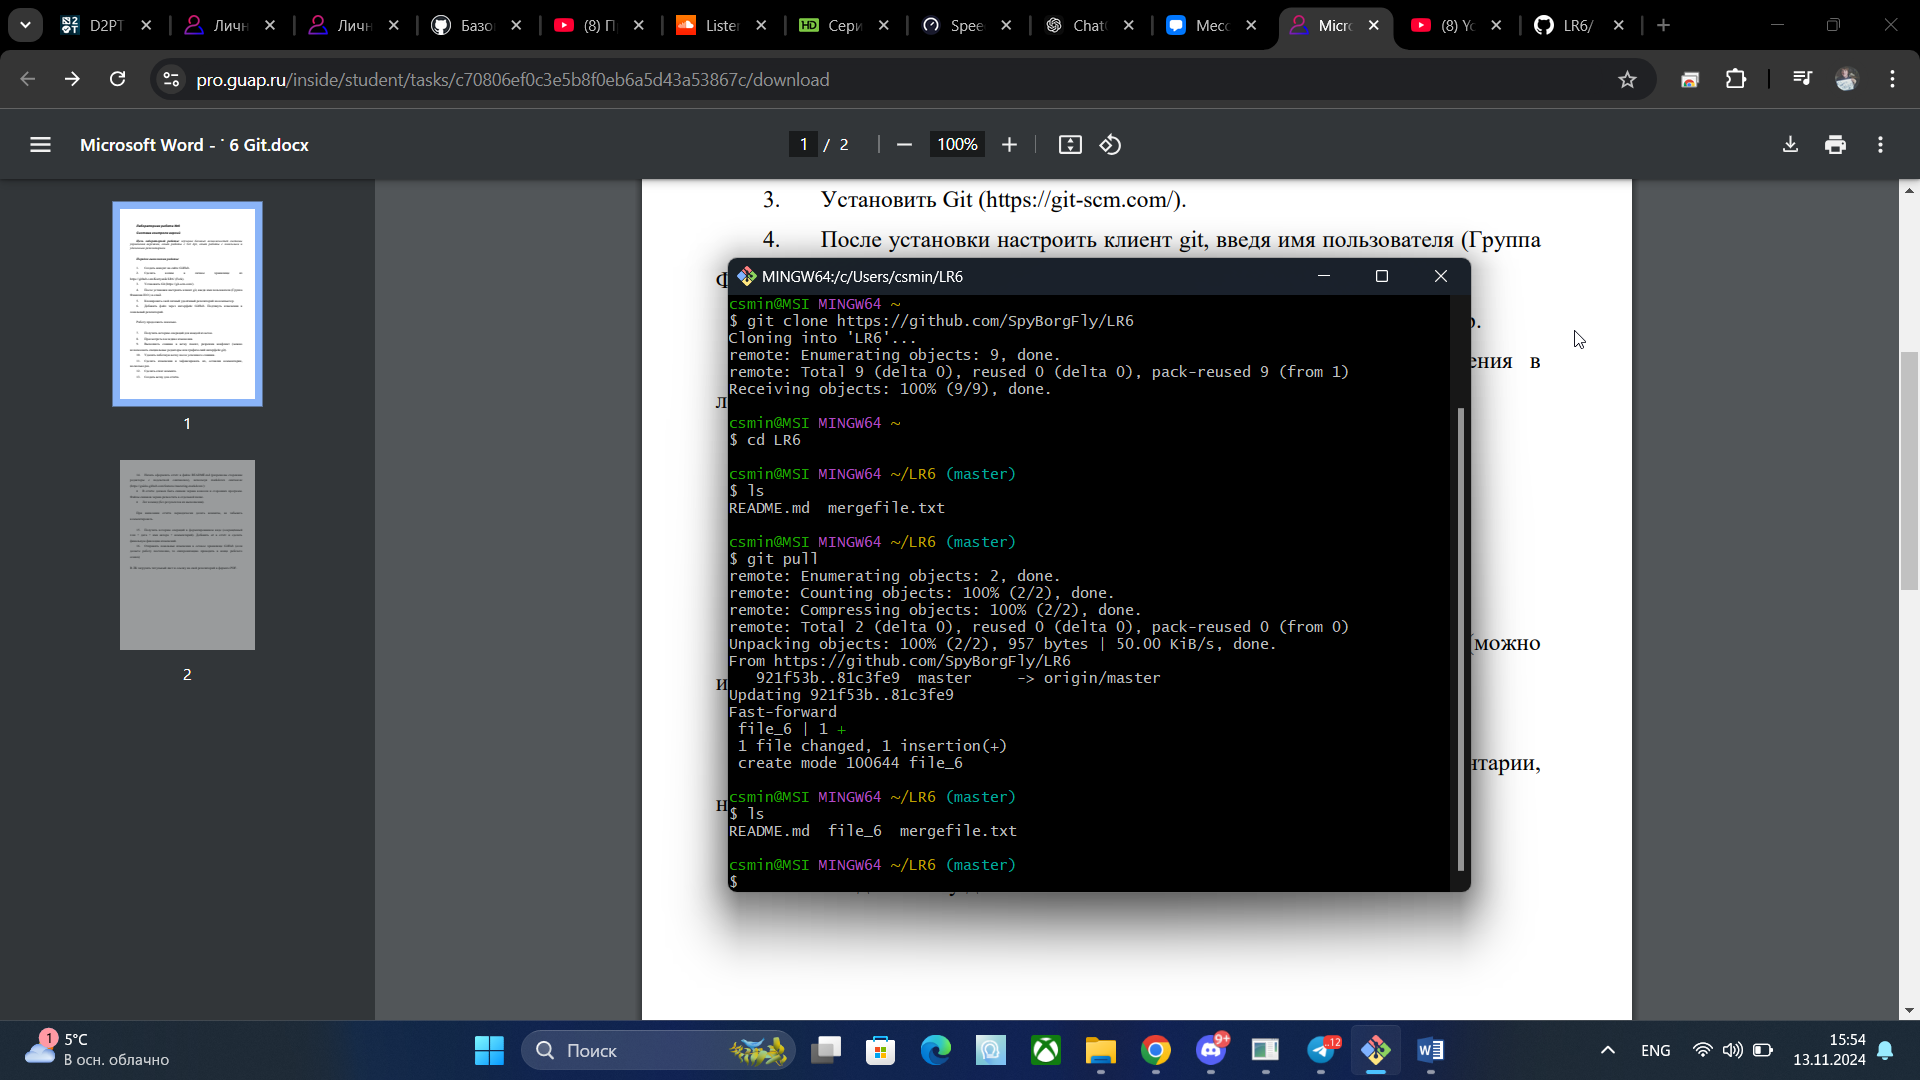 D2PT
Личн
Личн
Базо
(8) П
Lister
Сери
Spee
Chat
Месс
Micro
(8) Yo
LR6/
pro.guap.ru/inside/student/tasks/c70806ef0c3e5b8f0eb6a5d43a53867c/download
Microsoft Word - ˙ 6 Git.docx
1 / 2
100%
1
2
3. Установить Git (https://git-scm.com/).
4. После установки настроить клиент git, введя имя пользователя (Группа
MINGW64:/c/Users/csmin/LR6
csmin@MSI MINGW64 ~
$ git clone https://github.com/SpyBorgFly/LR6
Cloning into 'LR6'...
remote: Enumerating objects: 9, done.
remote: Total 9 (delta 0), reused 0 (delta 0), pack-reused 9 (from 1)
Receiving objects: 100% (9/9), done.
csmin@MSI MINGW64 ~
$ cd LR6
csmin@MSI MINGW64 ~/LR6 (master)
$ ls
README.md mergefile.txt
csmin@MSI MINGW64 ~/LR6 (master)
$ git pull
remote: Enumerating objects: 2, done.
remote: Counting objects: 100% (2/2), done.
remote: Compressing objects: 100% (2/2), done.
remote: Total 2 (delta 0), reused 0 (delta 0), pack-reused 0 (from 0)
Unpacking objects: 100% (2/2), 957 bytes | 50.00 KiB/s, done.
From https://github.com/SpyBorgFly/LR6
921f53b..81c3fe9 master -> origin/master
Updating 921f53b..81c3fe9
Fast-forward
file_6 | 1 +
1 file changed, 1 insertion(+)
create mode 100644 file_6
csmin@MSI MINGW64 ~/LR6 (master)
$ ls
README.md file_6 mergefile.txt
csmin@MSI MINGW64 ~/LR6 (master)
$
р.
ения в
(можно
нтарии,
1
5°C
В осн. облачно
Поиск
9+
12
ENG
15:54
13.11.2024